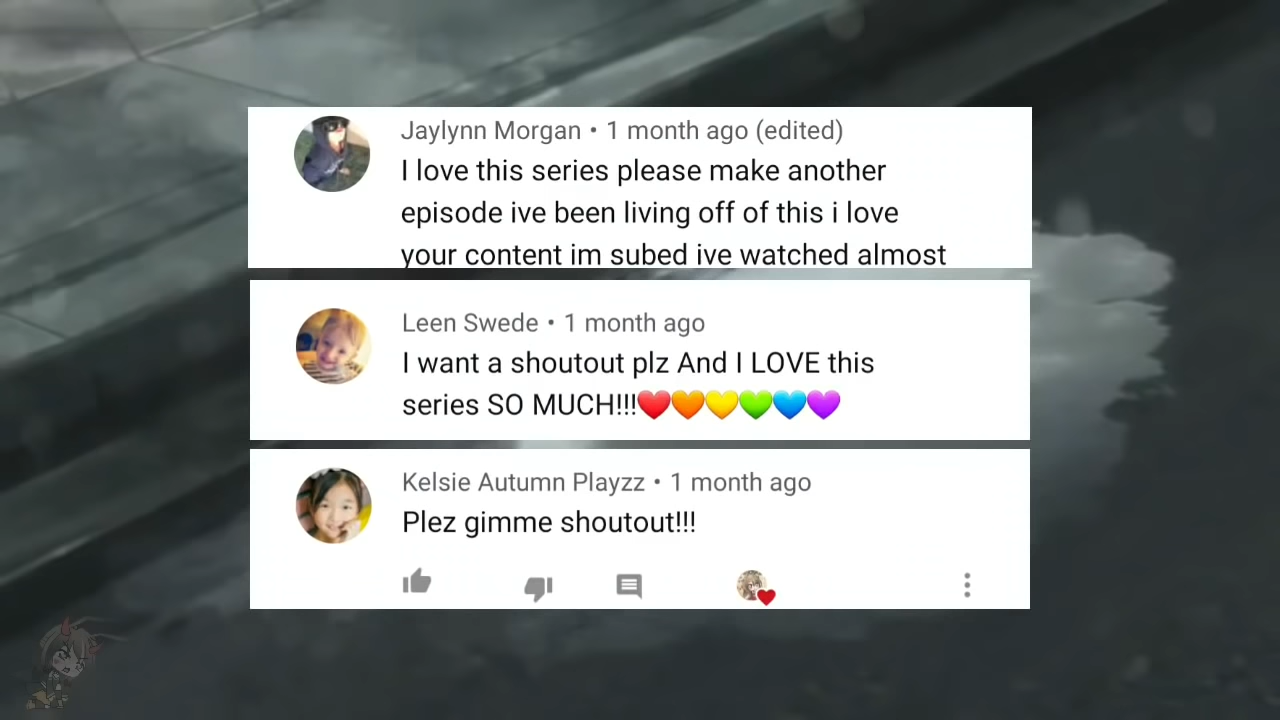 Jaylynn Morgan • 1 month ago (edited)
I love this series please make another
episode ive been living off of this i love
your content im subed ive watched almost
Leen Swede • 1 month ago
I want a shoutout plz And I LOVE this
series SO MUCH!!!❤️🧡💛💚💙💜
Kelsie Autumn Playzz • 1 month ago
Plez gimme shoutout!!!